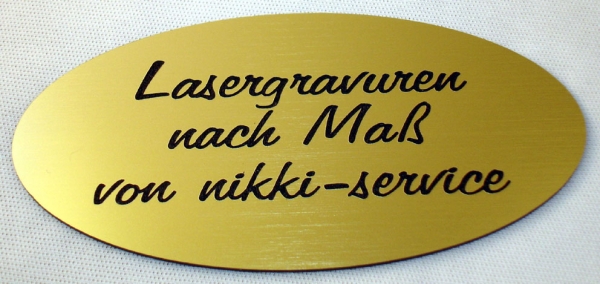 Lasergravuren
nach Maß
von nikki-service